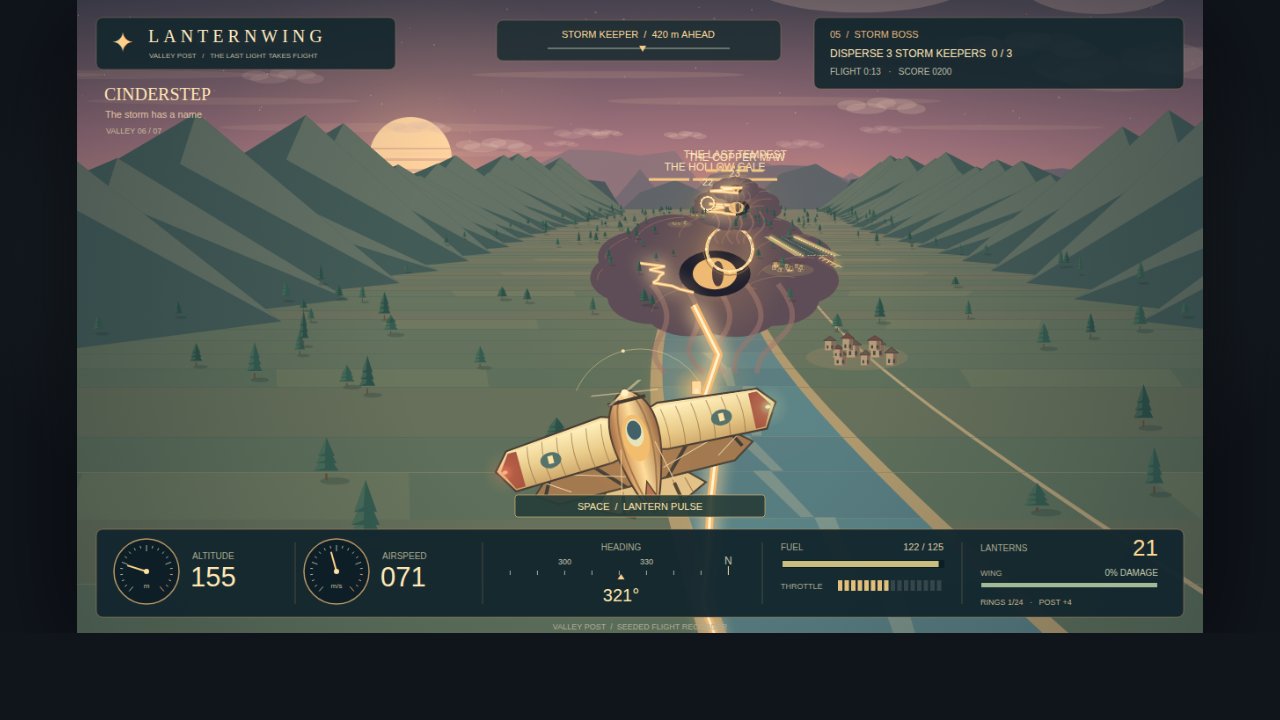 LANTERNWING
VALLEY POST / THE LAST LIGHT TAKES FLIGHT
STORM KEEPER / 420 m AHEAD
05 / STORM BOSS
DISPERSE 3 STORM KEEPERS 0 / 3
FLIGHT 0:13 · SCORE 0200
CINDERSTEP
The storm has a name
VALLEY 06 / 07
THE LAST TEMPEST
THE COPPER MAW
THE HOLLOW GALE
SPACE / LANTERN PULSE
ALTITUDE
155
m
AIRSPEED
071
m/s
HEADING
300 330 N
321°
FUEL 122 / 125
THROTTLE
LANTERNS 21
WING 0% DAMAGE
RINGS 1/24 · POST +4
VALLEY POST / SEEDED FLIGHT